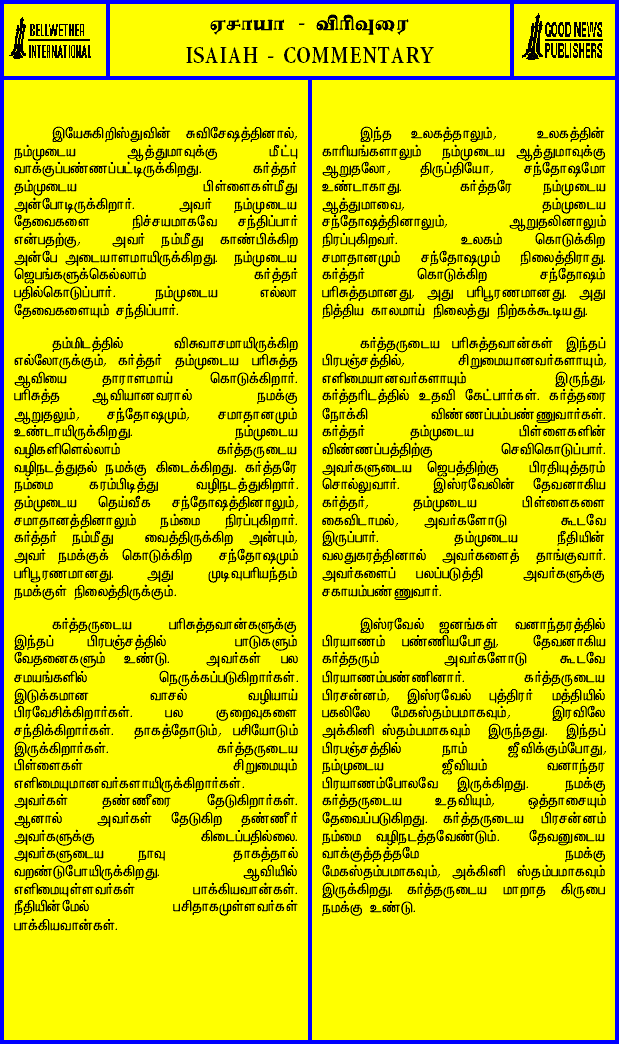 BELLWETHER
INTERNATIONAL
ஏசாயா - விரிவுரை
ISAIAH - COMMENTARY
GOOD NEWS
PUBLISHERS
இயேசுகிறிஸ்துவின் சுவிசேஷத்தினால்,
நம்முடைய ஆத்துமாவுக்கு மீட்பு
வாக்குப்பண்ணப்பட்டிருக்கிறது. கர்த்தர்
தம்முடைய பிள்ளைகள்மீது
அன்போடிருக்கிறார். அவர் நம்முடைய
தேவைகளை நிச்சயமாகவே சந்திப்பார்
என்பதற்கு, அவர் நம்மீது காண்பிக்கிற
அன்பே அடையாளமாயிருக்கிறது. நம்முடைய
ஜெபங்களுக்கெல்லாம் கர்த்தர்
பதில்கொடுப்பார். நம்முடைய எல்லா
தேவைகளையும் சந்திப்பார்.
தம்மிடத்தில் விசுவாசமாயிருக்கிற
எல்லோருக்கும், கர்த்தர் தம்முடைய பரிசுத்த
ஆவியை தாராளமாய் கொடுக்கிறார்.
பரிசுத்த ஆவியானவரால் நமக்கு
ஆறுதலும், சந்தோஷமும், சமாதானமும்
உண்டாயிருக்கிறது. நம்முடைய
வழிகளிளெல்லாம் கர்த்தருடைய
வழிநடத்துதல் நமக்கு கிடைக்கிறது. கர்த்தரே
நம்மை கரம்பிடித்து வழிநடத்துகிறார்.
தம்முடைய தெய்வீக சந்தோஷத்தினாலும்,
சமாதானத்தினாலும் நம்மை நிரப்புகிறார்.
கர்த்தர் நம்மீது வைத்திருக்கிற அன்பும்,
அவர் நமக்குக் கொடுக்கிற சந்தோஷமும்
பரிபூரணமானது. அது முடிவுபரியந்தம்
நமக்குள் நிலைத்திருக்கும்.
கர்த்தருடைய பரிசுத்தவான்களுக்கு
இந்தப் பிரபஞ்சத்தில் பாடுகளும்
வேதனைகளும் உண்டு. அவர்கள் பல
சமயங்களில் நெருக்கப்படுகிறார்கள்.
இடுக்கமான வாசல் வழியாய்
பிரவேசிக்கிறார்கள். பல குறைவுகளை
சந்திக்கிறார்கள். தாகத்தோடும், பசியோடும்
இருக்கிறார்கள். கர்த்தருடைய
பிள்ளைகள் சிறுமையும்
எளிமையுமானவர்களாயிருக்கிறார்கள்.
அவர்கள் தண்ணீரை தேடுகிறார்கள்.
ஆனால் அவர்கள் தேடுகிற தண்ணீர்
அவர்களுக்கு கிடைப்பதில்லை.
அவர்களுடைய நாவு தாகத்தால்
வறண்டுபோயிருக்கிறது. ஆவியில்
எளிமையுள்ளவர்கள் பாக்கியவான்கள்.
நீதியின்மேல் பசிதாகமுள்ளவர்கள்
பாக்கியவான்கள்.
இந்த உலகத்தாலும், உலகத்தின்
காரியங்களாலும் நம்முடைய ஆத்துமாவுக்கு
ஆறுதலோ, திருப்தியோ, சந்தோஷமோ
உண்டாகாது. கர்த்தரே நம்முடைய
ஆத்துமாவை, தம்முடைய
சந்தோஷத்தினாலும், ஆறுதலினாலும்
நிரப்புகிறவர். உலகம் கொடுக்கிற
சமாதானமும் சந்தோஷமும் நிலைத்திராது.
கர்த்தர் கொடுக்கிற சந்தோஷம்
பரிசுத்தமானது, அது பரிபூரணமானது. அது
நித்திய காலமாய் நிலைத்து நிற்கக்கூடியது.
கர்த்தருடைய பரிசுத்தவான்கள் இந்தப்
பிரபஞ்சத்தில், சிறுமையானவர்களாயும்,
எளிமையானவர்களாயும் இருந்து,
கர்த்தரிடத்தில் உதவி கேட்பார்கள். கர்த்தரை
நோக்கி விண்ணப்பம்பண்ணுவார்கள்.
கர்த்தர் தம்முடைய பிள்ளைகளின்
விண்ணப்பத்திற்கு செவிகொடுப்பார்.
அவர்களுடைய ஜெபத்திற்கு பிரதியுத்தரம்
சொல்லுவார். இஸ்ரவேலின் தேவனாகிய
கர்த்தர், தம்முடைய பிள்ளைகளை
கைவிடாமல், அவர்களோடு கூடவே
இருப்பார். தம்முடைய நீதியின்
வலதுகரத்தினால் அவர்களைத் தாங்குவார்.
அவர்களைப் பலப்படுத்தி அவர்களுக்கு
சகாயம்பண்ணுவார்.
இஸ்ரவேல் ஜனங்கள் வனாந்தரத்தில்
பிரயாணம் பண்ணியபோது, தேவனாகிய
கர்த்தரும் அவர்களோடு கூடவே
பிரயாணம்பண்ணினார். கர்த்தருடைய
பிரசன்னம், இஸ்ரவேல் புத்திரர் மத்தியில்
பகலிலே மேகஸ்தம்பமாகவும், இரவிலே
அக்கினி ஸ்தம்பமாகவும் இருந்தது. இந்தப்
பிரபஞ்சத்தில் நாம் ஜீவிக்கும்போது,
நம்முடைய ஜீவியம் வனாந்தர
பிரயாணம்போலவே இருக்கிறது. நமக்கு
கர்த்தருடைய உதவியும், ஒத்தாசையும்
தேவைப்படுகிறது. கர்த்தருடைய பிரசன்னம்
நம்மை வழிநடத்தவேண்டும். தேவனுடைய
வாக்குத்தத்தமே நமக்கு
மேகஸ்தம்பமாகவும், அக்கினி ஸ்தம்பமாகவும்
இருக்கிறது. கர்த்தருடைய மாறாத கிருபை
நமக்கு உண்டு.